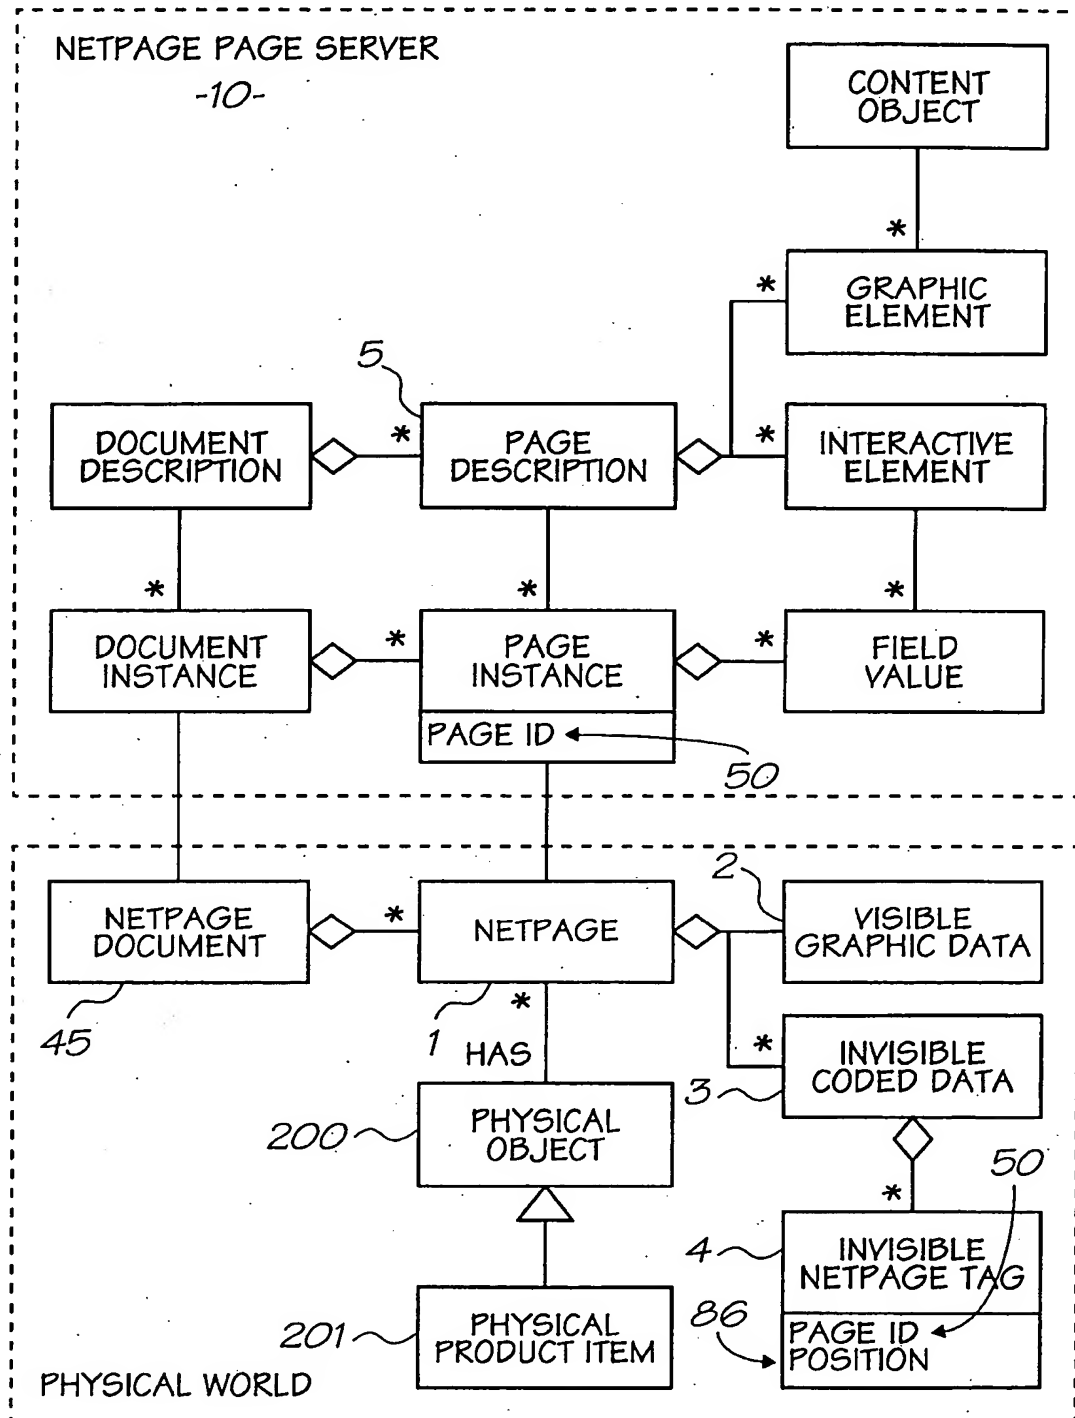 NETPAGE PAGE SERVER
-10-
CONTENT
OBJECT
*
GRAPHIC
ELEMENT
*
5
DOCUMENT
DESCRIPTION
*
PAGE
DESCRIPTION
*
INTERACTIVE
ELEMENT
*
*
*
DOCUMENT
INSTANCE
*
PAGE
INSTANCE
*
FIELD
VALUE
PAGE ID
50
NETPAGE
DOCUMENT
*
NETPAGE
2
VISIBLE
GRAPHIC DATA
45
1
*
HAS
*
3
INVISIBLE
CODED DATA
200
PHYSICAL
OBJECT
50
*
4
INVISIBLE
NETPAGE TAG
86
PAGE ID
POSITION
201
PHYSICAL
PRODUCT ITEM
PHYSICAL WORLD